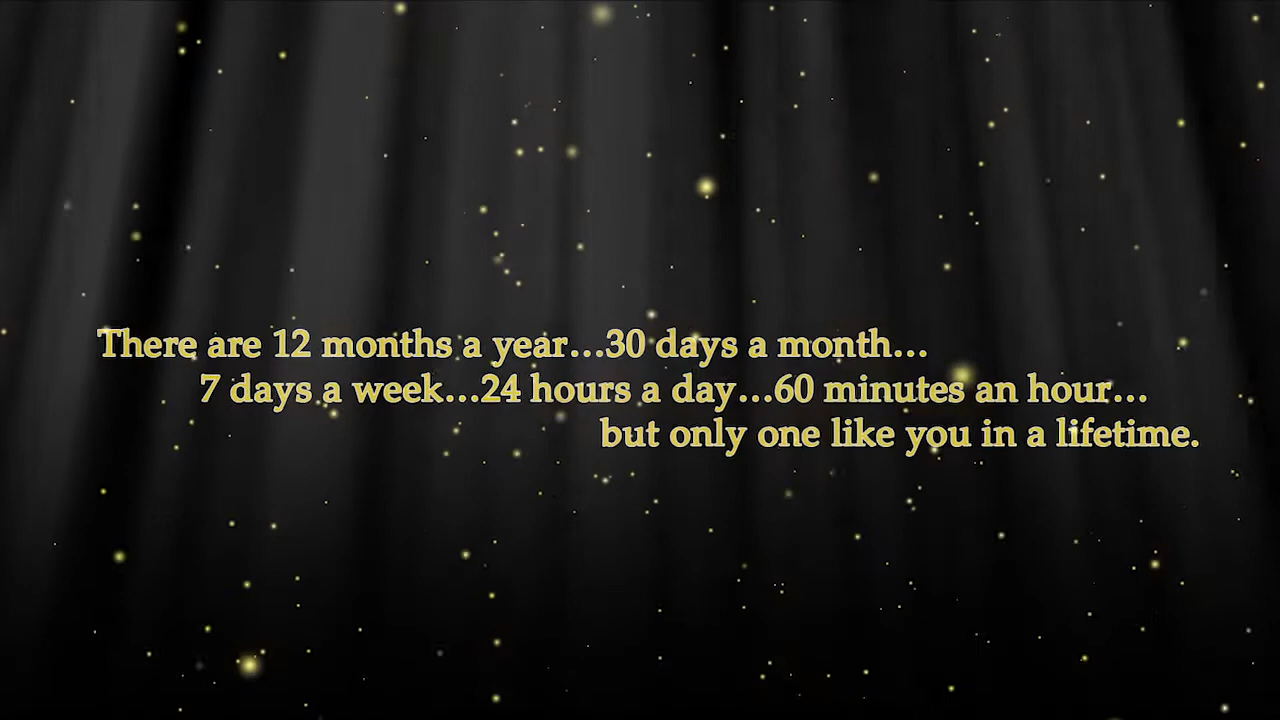 There are 12 months a year...30 days a month...
7 days a week...24 hours a day...60 minutes an hour...
but only one like you in a lifetime.